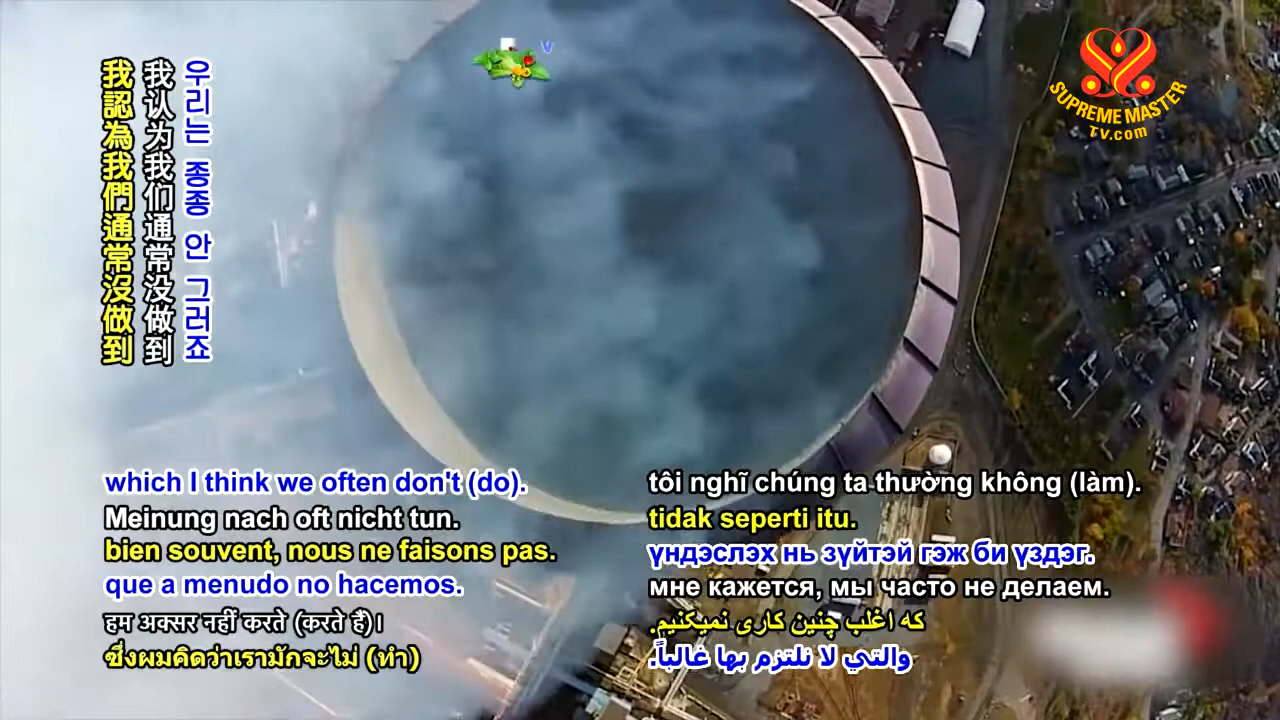 我認為我們通常沒做到
我认为我们通常没做到
우리는 종종 안 그러죠
V
SUPREME MASTER
TV.com
which I think we often don't (do).
Meinung nach oft nicht tun.
bien souvent, nous ne faisons pas.
que a menudo no hacemos.
हम अक्सर नहीं करते (करते हैं)।
ซึ่งผมคิดว่าเรามักจะไม่ (ทำ)
tôi nghĩ chúng ta thường không (làm).
tidak seperti itu.
үндэслэх нь зүйтэй гэж би үздэг.
мне кажется, мы часто не делаем.
که اغلب چنین کاری نمیکنیم.
والتي لا نلتزم بها غالباً.